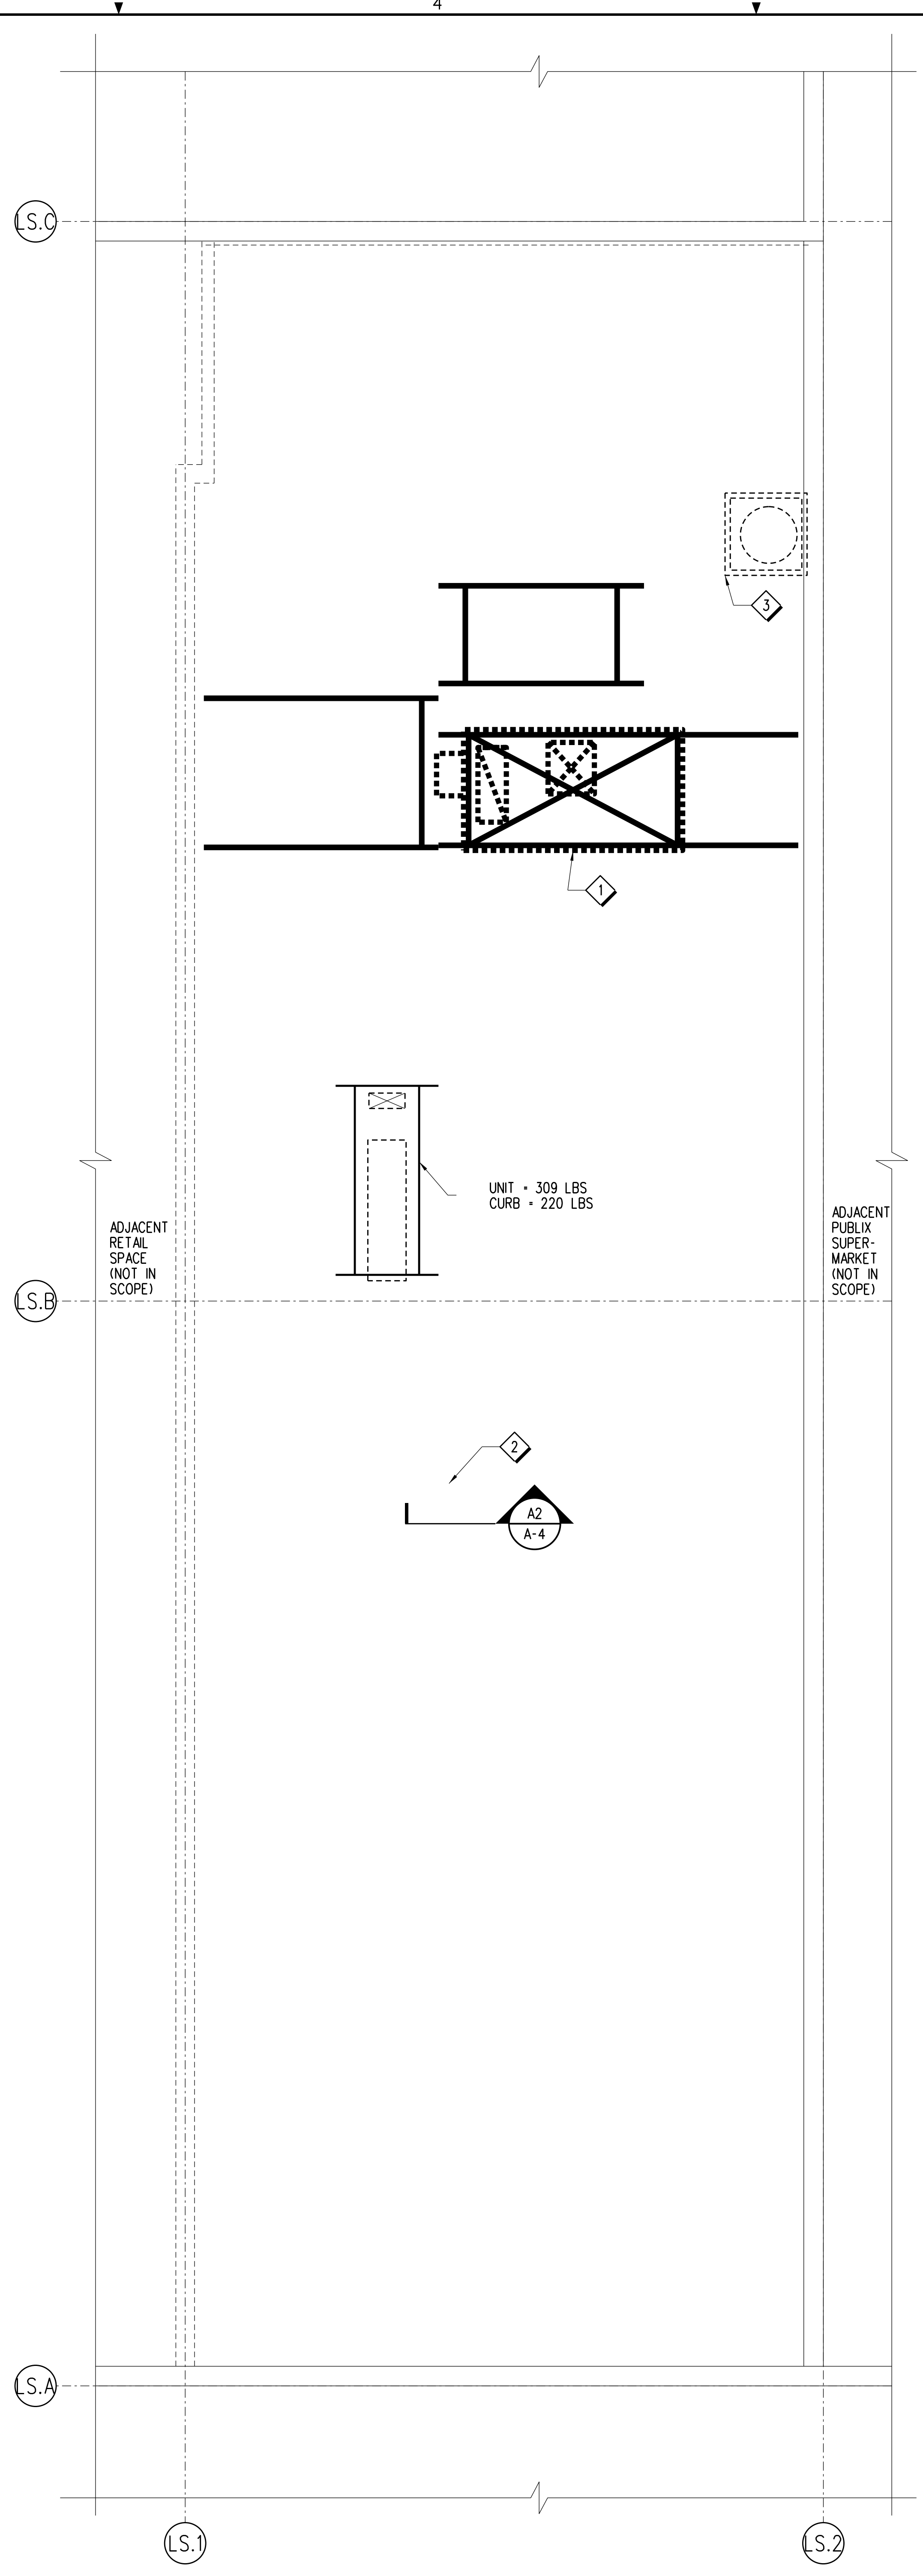 4
LS.C
3
1
UNIT = 309 LBS
CURB = 220 LBS
ADJACENT
RETAIL
SPACE
(NOT IN
SCOPE)
ADJACENT
PUBLIX
SUPER-
MARKET
(NOT IN
SCOPE)
LS.B
2
A2
A-4
LS.A
LS.1
LS.2